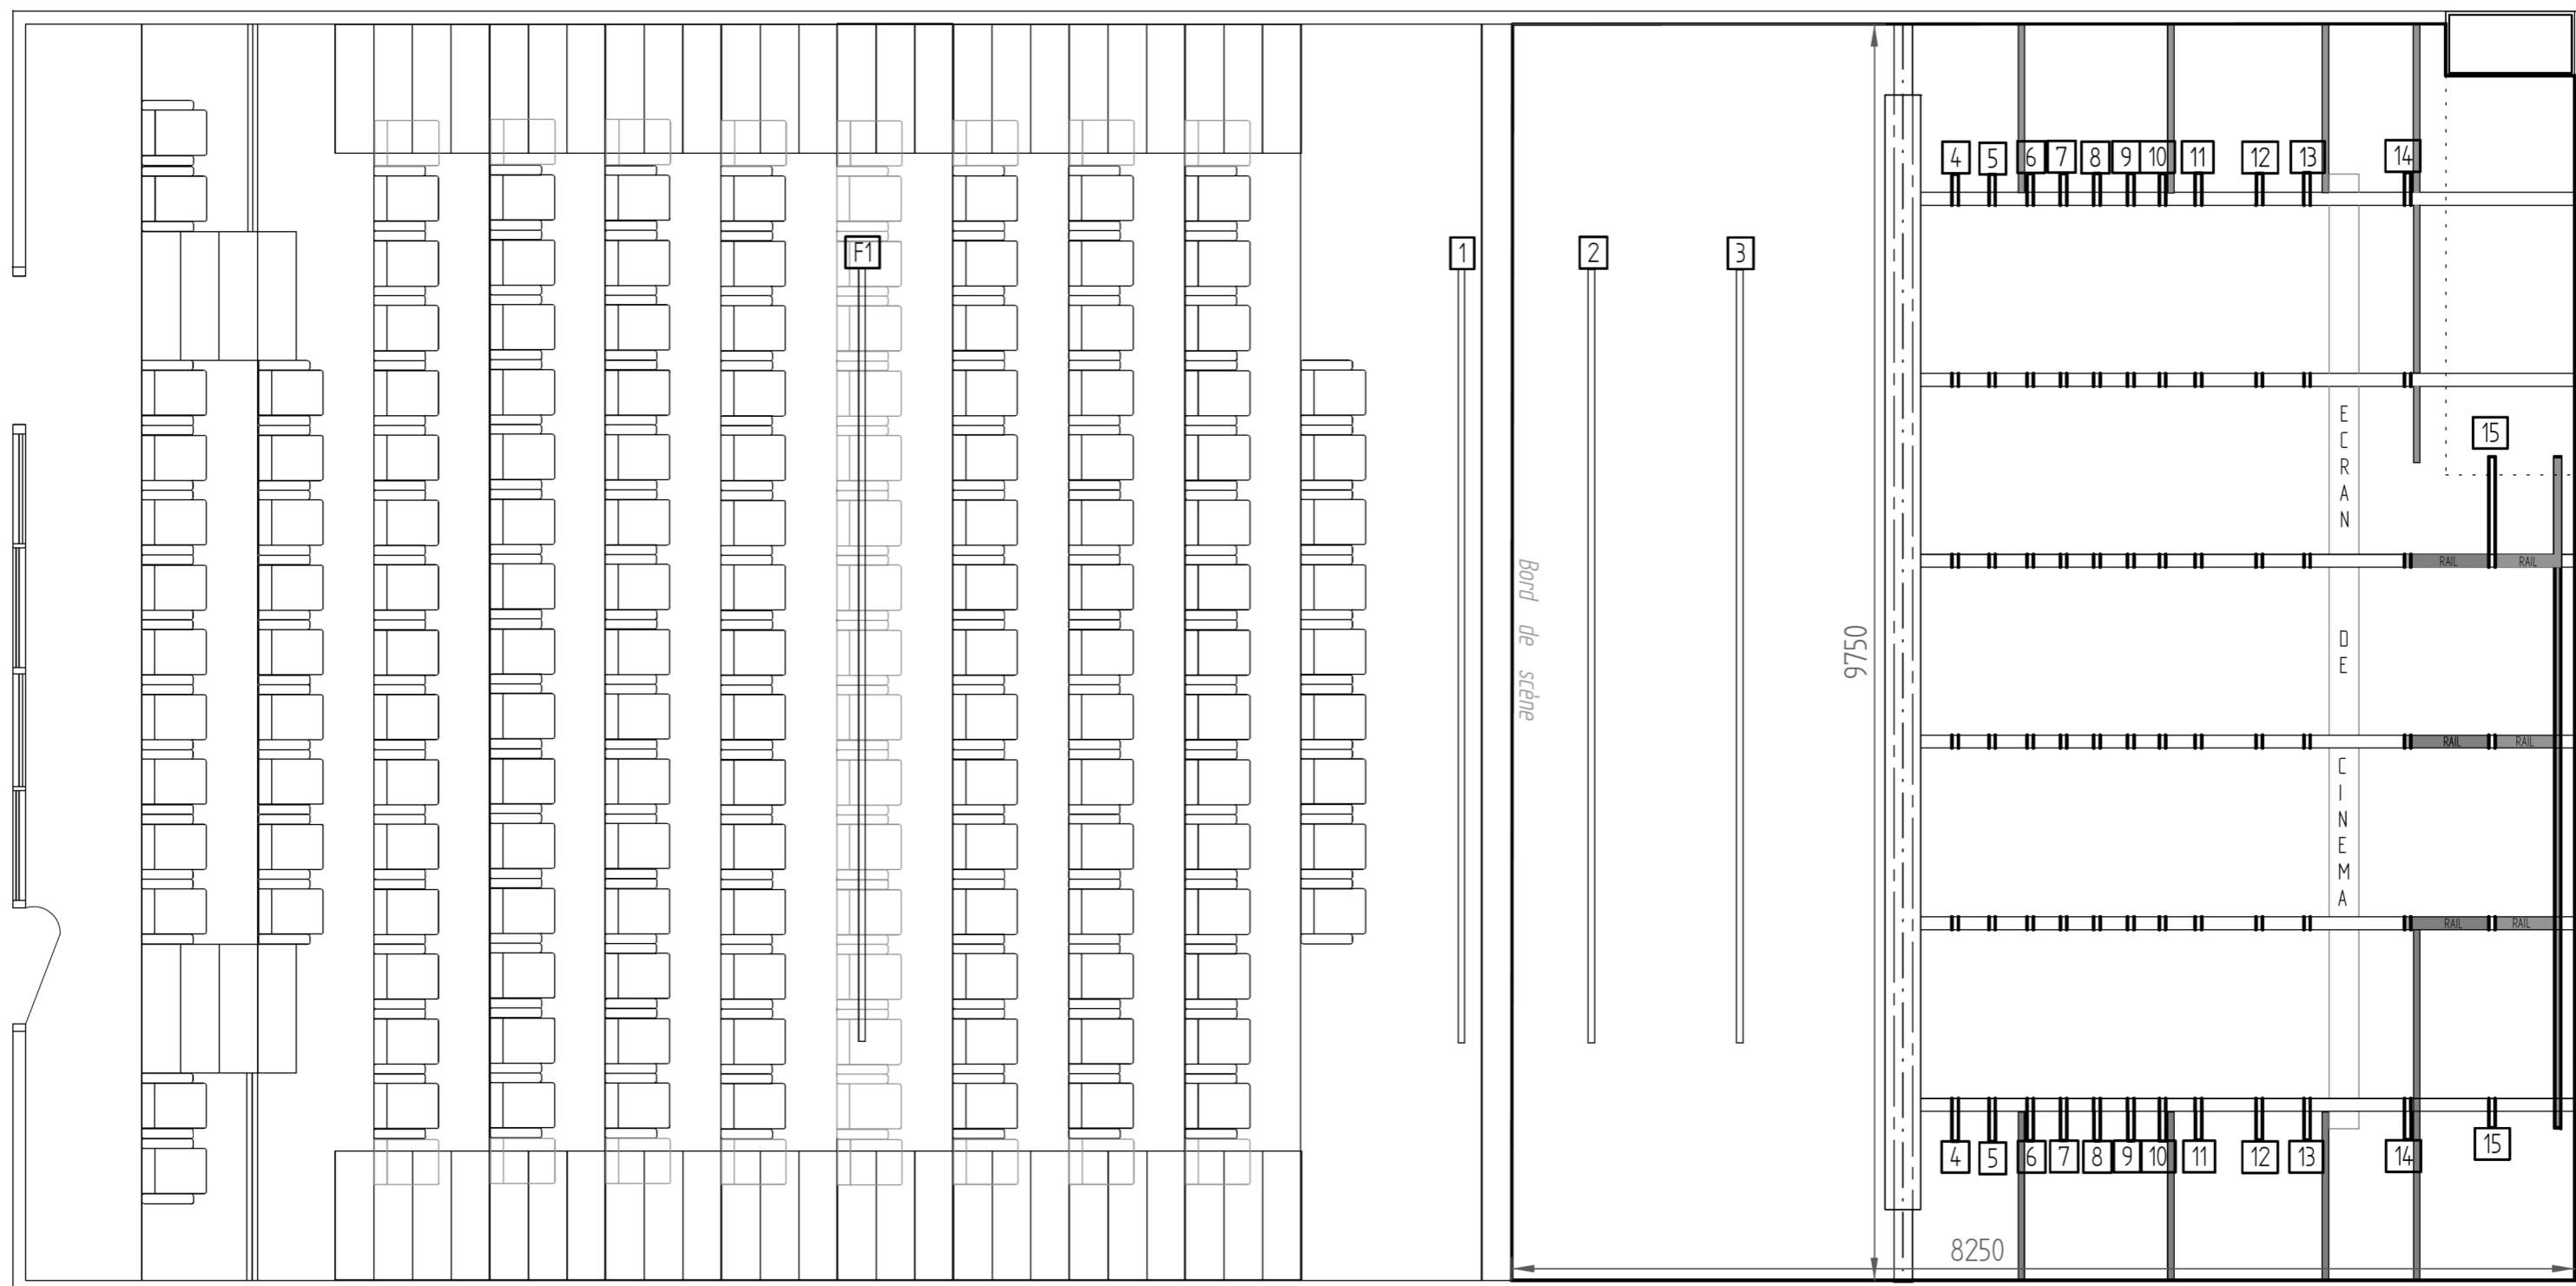 4 5 6 7 8 9 10 11 12 13 14
F1 1 2 3
15
ECRAN DE CINEMA
Bord de scène
9750
RAIL RAIL
RAIL RAIL
RAIL RAIL
4 5 6 7 8 9 10 11 12 13 14 15
8250